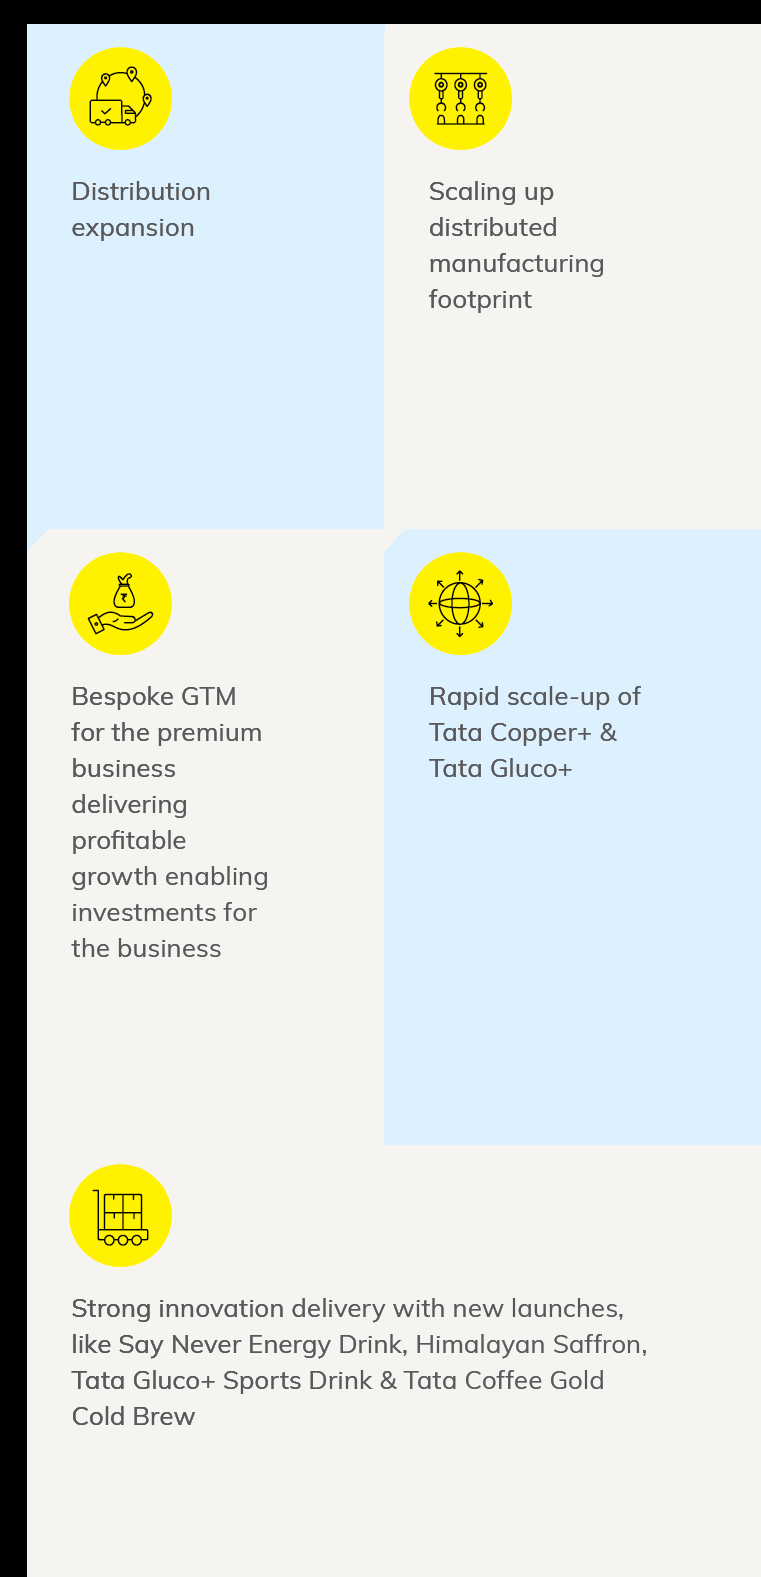 Distribution
expansion
Scaling up
distributed
manufacturing
footprint
₹
Bespoke GTM
for the premium
business
delivering
profitable
growth enabling
investments for
the business
Rapid scale-up of
Tata Copper+ &
Tata Gluco+
Strong innovation delivery with new launches,
like Say Never Energy Drink, Himalayan Saffron,
Tata Gluco+ Sports Drink & Tata Coffee Gold
Cold Brew